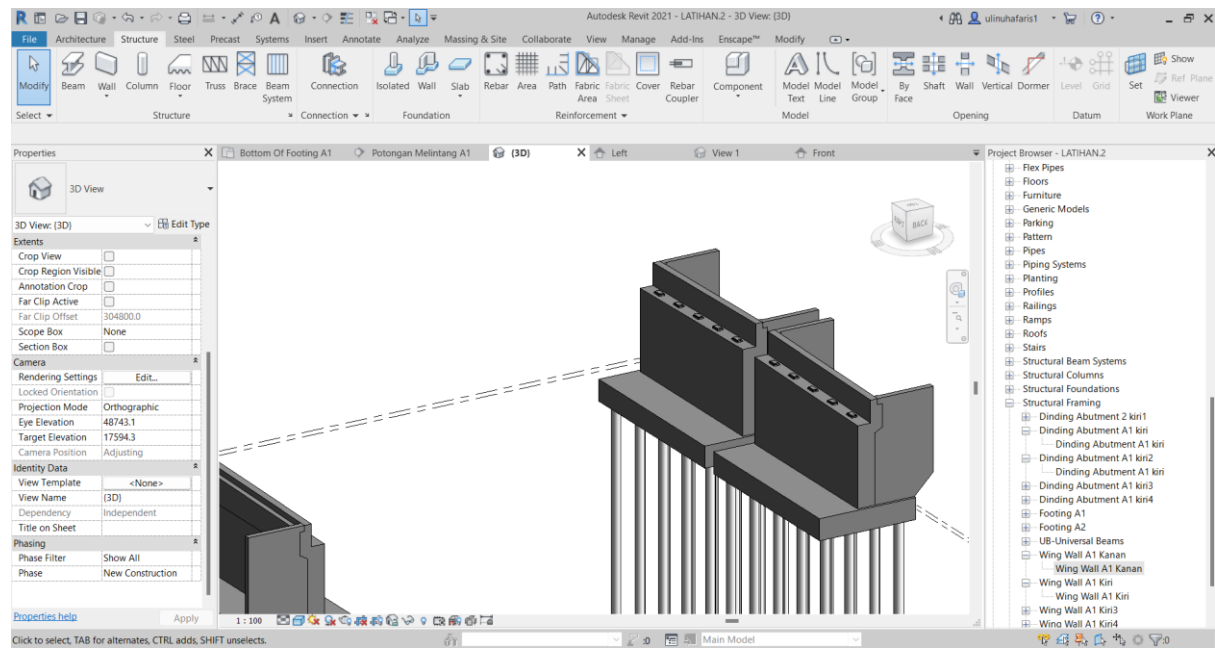 Autodesk Revit 2021 - LATIHAN.2 - 3D View: {3D}
ulinuhafaris1
File Architecture Structure Steel Precast Systems Insert Annotate Analyze Massing & Site Collaborate View Manage Add-Ins Enscape™ Modify
Modify Beam Wall Column Floor Truss Brace Beam System Connection Isolated Wall Slab Rebar Area Path Fabric Area Fabric Sheet Cover Rebar Coupler Component Model Text Model Line Model Group By Face Shaft Wall Vertical Dormer Level Grid Set Show Ref Plane Viewer
Select Structure Connection Foundation Reinforcement Model Opening Datum Work Plane
Properties
Bottom Of Footing A1 Potongan Melintang A1 {3D} Left View 1 Front
Project Browser - LATIHAN.2
3D View
3D View: {3D} Edit Type
Extents
Crop View
Crop Region Visible
Annotation Crop
Far Clip Active
Far Clip Offset 304800.0
Scope Box None
Section Box
Camera
Rendering Settings Edit...
Locked Orientation
Projection Mode Orthographic
Eye Elevation 48743.1
Target Elevation 17594.3
Camera Position Adjusting
Identity Data
View Template <None>
View Name {3D}
Dependency Independent
Title on Sheet
Phasing
Phase Filter Show All
Phase New Construction
Properties help Apply
BACK
Flex Pipes
Floors
Furniture
Generic Models
Parking
Pattern
Pipes
Piping Systems
Planting
Profiles
Railings
Ramps
Roofs
Stairs
Structural Beam Systems
Structural Columns
Structural Foundations
Structural Framing
Dinding Abutment 2 kiri1
Dinding Abutment A1 kiri
Dinding Abutment A1 kiri
Dinding Abutment A1 kiri2
Dinding Abutment A1 kiri
Dinding Abutment A1 kiri3
Dinding Abutment A1 kiri4
Footing A1
Footing A2
UB-Universal Beams
Wing Wall A1 Kanan
Wing Wall A1 Kanan
Wing Wall A1 Kiri
Wing Wall A1 Kiri
Wing Wall A1 Kiri3
Wing Wall A1 Kiri4
1 : 100
Click to select, TAB for alternates, CTRL adds, SHIFT unselects.
:0 Main Model :0